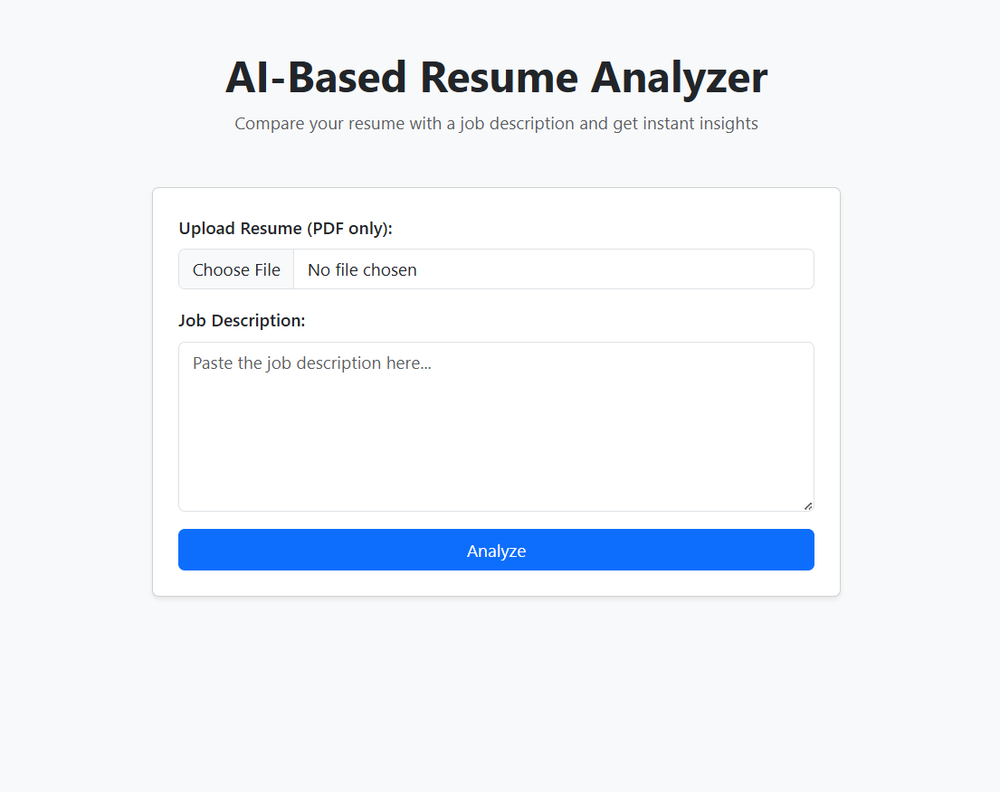 AI-Based Resume Analyzer
Compare your resume with a job description and get instant insights
Upload Resume (PDF only):
Choose File No file chosen
Job Description:
Paste the job description here...
Analyze